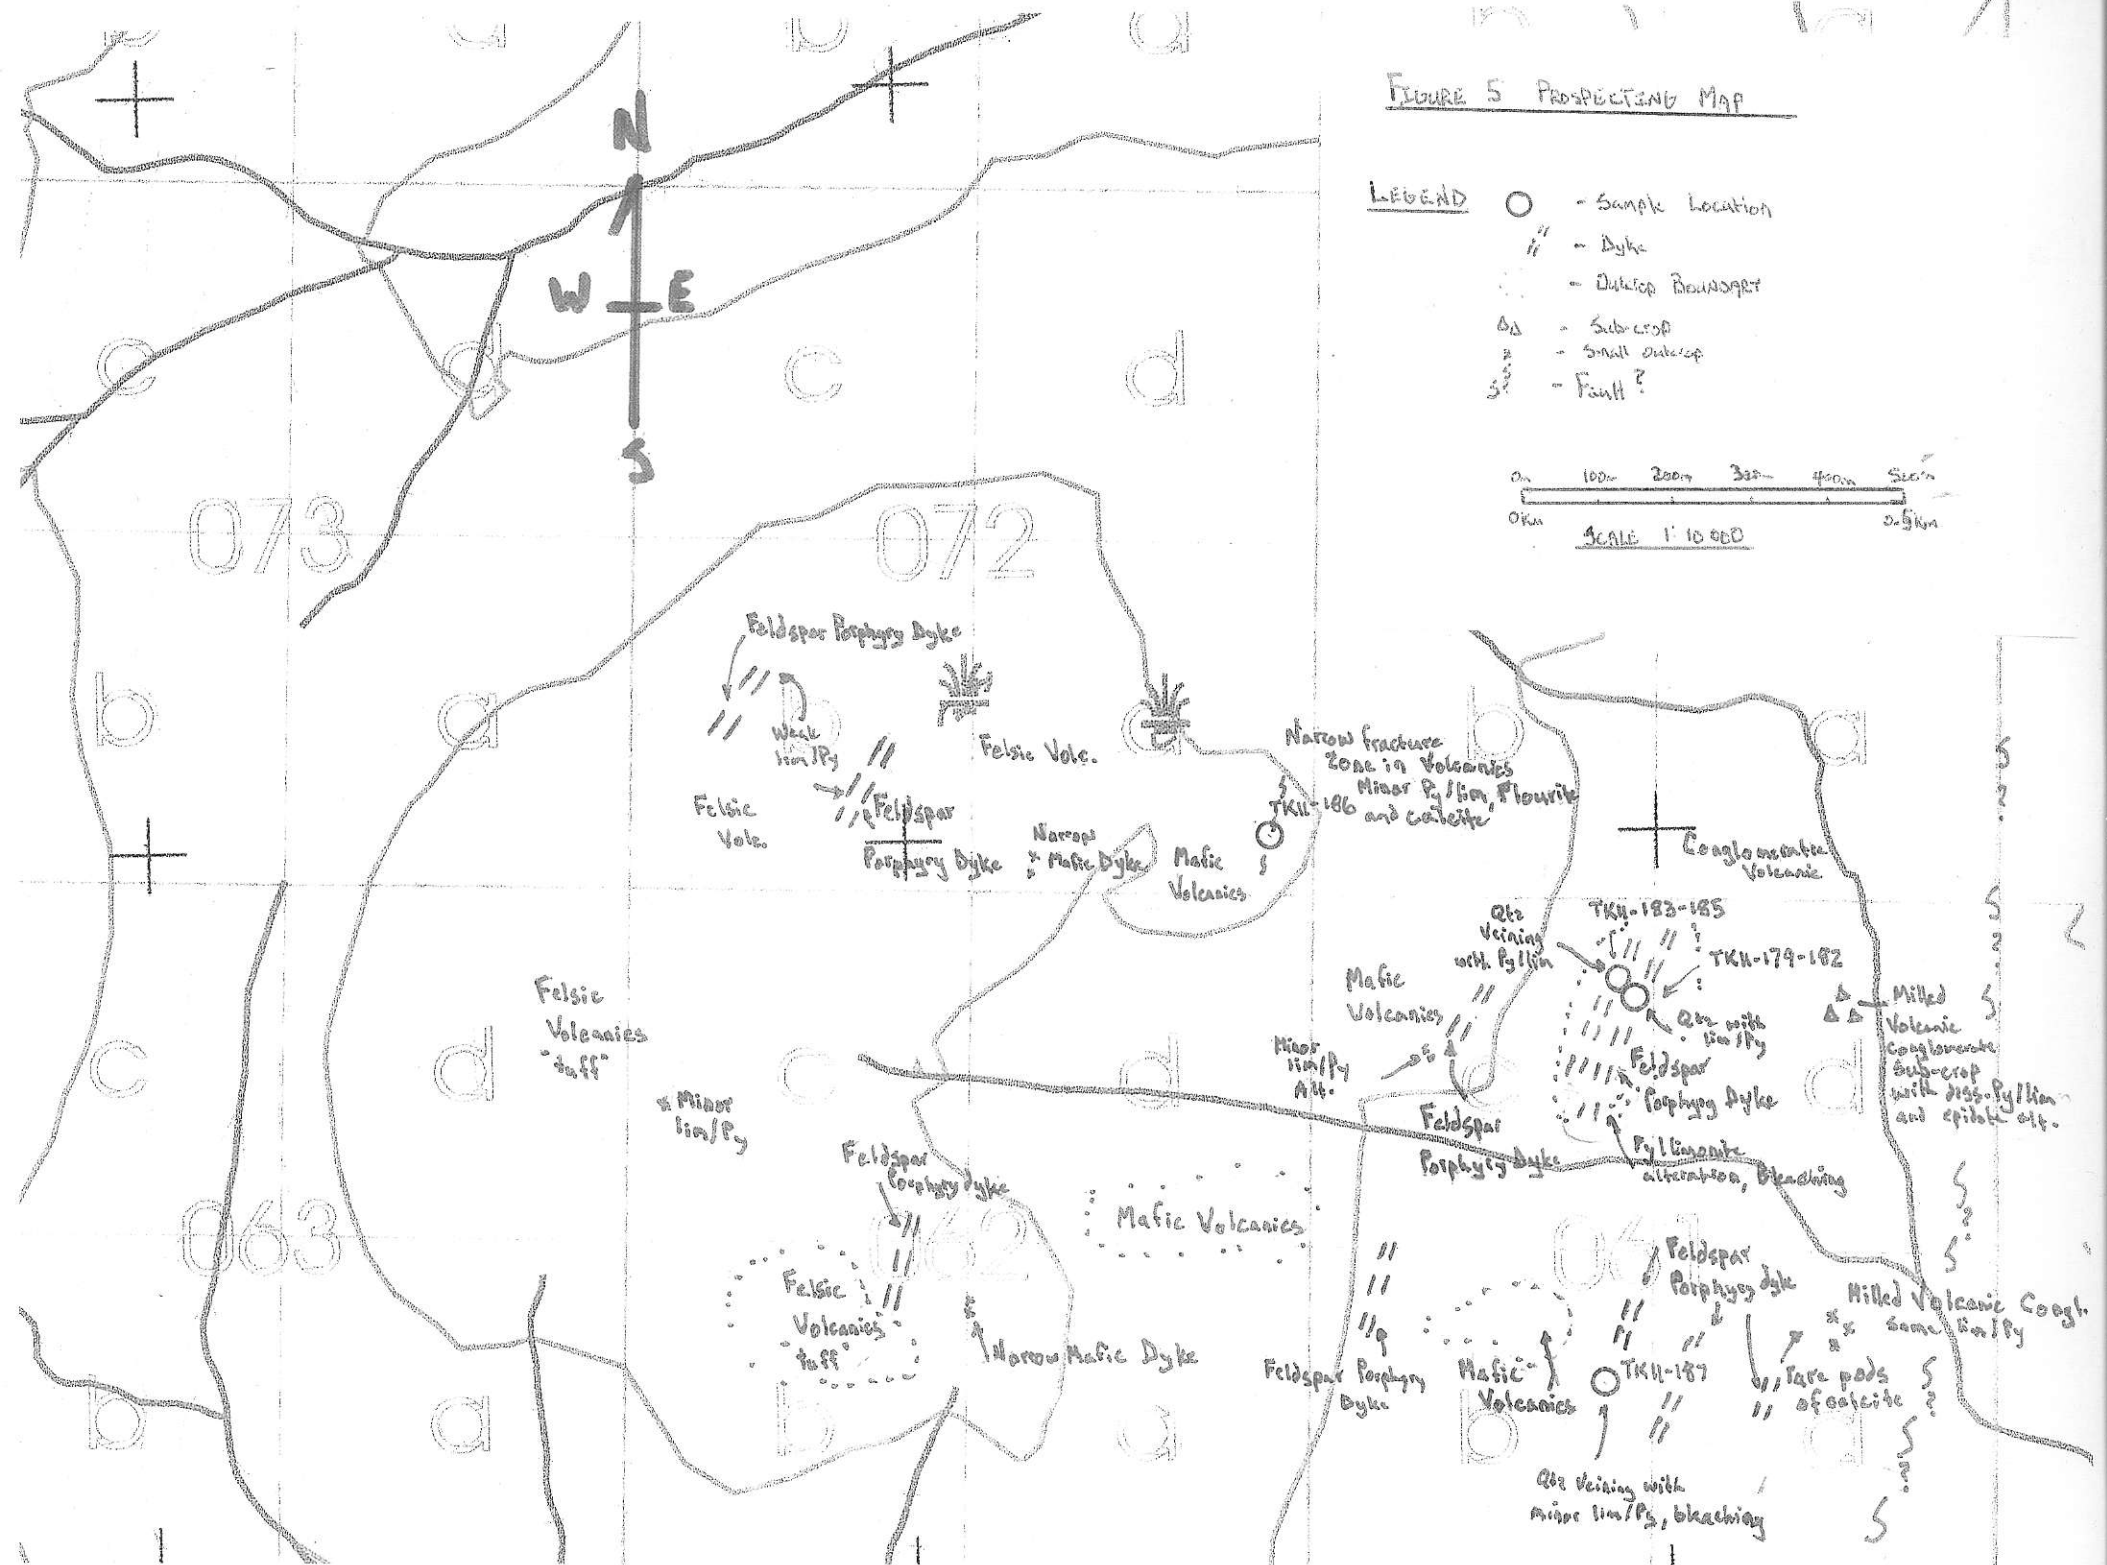 FIGURE 5 PROSPECTING MAP
LEGEND
- Sample Location
- Dyke
- Outcrop BOUNDARY
- Sub-crop
- Small outcrop
- Fault ?
0m 100m 200m 300m 400m 500m
0Km 0.5Km
SCALE 1:10 000
N
W E
S
b a b a b a
c d c d
073 072
b a b a b a
Feldspar Porphyry Dyke
Weak
lim/Py
Felsic Volc.
Felsic
Volc.
Feldspar
Porphyry Dyke
Narrow
Mafic Dyke
Mafic
Volcanics
Narrow fracture
Zone in Volcanics
Minor Py/lim, Flourite
and calcite
TK11-186
Conglomeratic
Volcanic
Qtz
Veining
with Py/lim
TK11-183-185
TK11-179-182
Qtz with
lim/Py
Mafic
Volcanics
Minor
lim/Py
Alt.
Feldspar
Porphyry Dyke
Feldspar
Porphyry Dyke
Py/limonite
alteration, bleaching
Milled
Volcanic
Conglomerate
Sub-crop
with diss. Py/lim
and epidote alt.
c d c d c d
Felsic
Volcanics
"tuff"
Minor
lim/Py
Feldspar
Porphyry dyke
063 062 061
Mafic Volcanics
Felsic
Volcanics
"tuff"
Narrow Mafic Dyke
Feldspar Porphyry
Dyke
Mafic
Volcanics
Feldspar
Porphyry dyke
TK11-187
Milled Volcanic Congl.
Some lim/Py
Rare pods
of calcite
Qtz Veining with
minor lim/Py, bleaching
b a b a b a